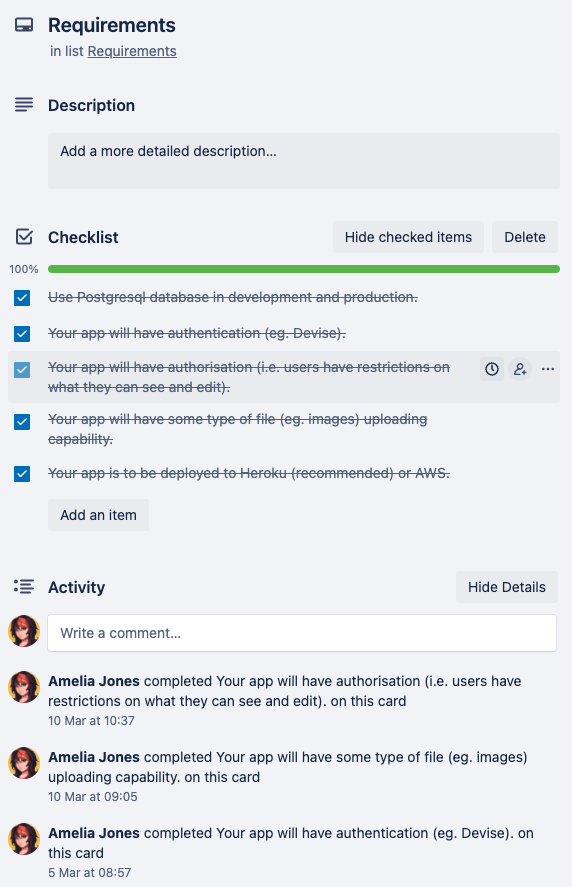 Requirements
in list Requirements
Description
Add a more detailed description...
Checklist
Hide checked items
Delete
100%
Use Postgresql database in development and production.
Your app will have authentication (eg. Devise).
Your app will have authorisation (i.e. users have restrictions on
what they can see and edit).
Your app will have some type of file (eg. images) uploading
capability.
Your app is to be deployed to Heroku (recommended) or AWS.
Add an item
Activity
Hide Details
Write a comment...
Amelia Jones completed Your app will have authorisation (i.e. users have
restrictions on what they can see and edit). on this card
10 Mar at 10:37
Amelia Jones completed Your app will have some type of file (eg. images)
uploading capability. on this card
10 Mar at 09:05
Amelia Jones completed Your app will have authentication (eg. Devise). on
this card
5 Mar at 08:57